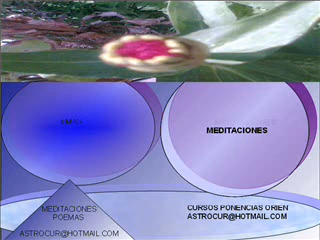 MEDITACIONES
CURSOS PONENCIAS ORIEN
ASTROCUR@HOTMAIL.COM
MEDITACIONES
POEMAS
ASTROCUR@HOTMAIL.COM